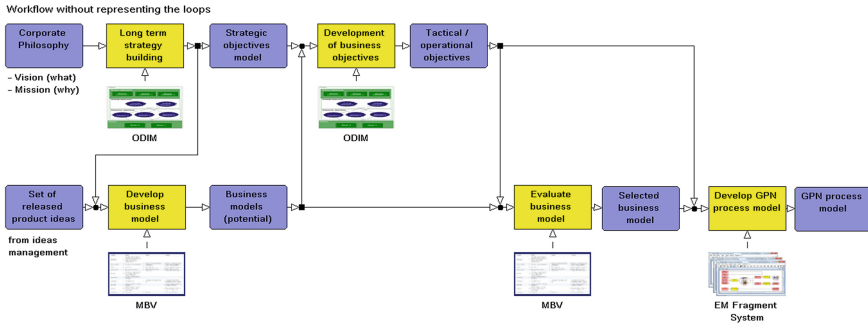 Workflow without representing the loops
Corporate
Philosophy
Long term
strategy
building
Strategic
objectives
model
Development
of business
objectives
Tactical /
operational
objectives
– Vision (what)
– Mission (why)
ODIM
ODIM
Set of
released
product ideas
Develop
business
model
Business
models
(potential)
Evaluate
business
model
Selected
business
model
Develop GPN
process model
GPN process
model
from ideas
management
MBV
MBV
EM Fragment
System